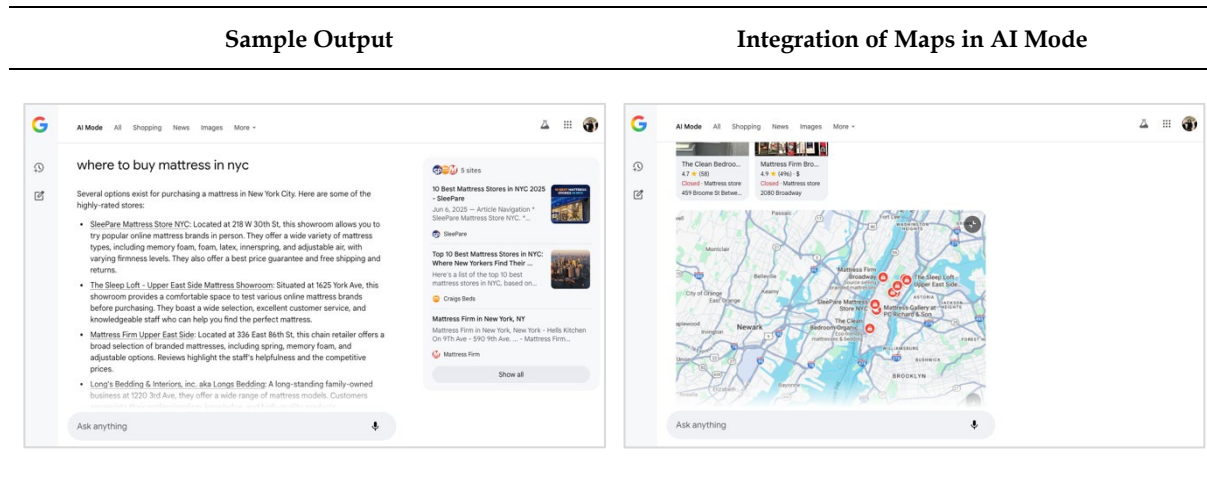 Sample Output
Integration of Maps in AI Mode
AI Mode All Shopping News Images More
where to buy mattress in nyc
Several options exist for purchasing a mattress in New York City. Here are some of the
highly-rated stores:
• SleePare Mattress Store NYC: Located at 218 W 30th St, this showroom allows you to
try popular online mattress brands in person. They offer a wide variety of mattress
types, including memory foam, foam, latex, innerspring, and adjustable air, with
varying firmness levels. They also offer a best price guarantee and free shipping and
returns.
• The Sleep Loft - Upper East Side Mattress Showroom: Situated at 1625 York Ave, this
showroom provides a comfortable space to test various online mattress brands
before purchasing. They boast a wide selection, excellent customer service, and
knowledgeable staff who can help you find the perfect mattress.
• Mattress Firm Upper East Side: Located at 336 East 86th St, this chain retailer offers a
broad selection of branded mattresses, including spring, memory foam, and
adjustable options. Reviews highlight the staff's helpfulness and the competitive
prices.
• Long's Bedding & Interiors, inc. aka Longs Bedding: A long-standing family-owned
business at 1220 3rd Ave, they offer a wide range of mattress models. Customers
Ask anything
5 sites
10 Best Mattress Stores in NYC 2025
- SleePare
Jun 6, 2025 — Article Navigation *
SleePare Mattress Store NYC. *...
SleePare
Top 10 Best Mattress Stores in NYC:
Where New Yorkers Find Their ...
Here's a list of the top 10 best
mattress stores in NYC, based on...
Craigs Beds
Mattress Firm in New York, NY
Mattress Firm in New York, New York - Hells Kitchen
On 9Th Ave - 590 9th Ave. ... - Mattress Firm...
Mattress Firm
Show all
AI Mode All Shopping News Images More
The Clean Bedroo...
4.7 ★ (58)
Closed · Mattress store
459 Broome St Betwe...
Mattress Firm Bro...
4.9 ★ (496) · $
Closed · Mattress store
2080 Broadway
Passaic
Fort Lee
WASHINGTON
HEIGHTS
Montclair
Belleville
Mattress Firm
Broadway
The Sleep Loft -
Upper East Side
City of Orange
East Orange
Kearny
ASTORIA
SleePare Mattress
Store NYC
Mattress Gallery at
PC Richard & Son
JACKSON
HEIGHTS
Newark
The Clean
Bedroom-Organic
Eco-friendly
mattresses & bedding
Irvington
WILLIAMSBURG
BUSHWICK
BROOKLYN
Bayonne
Elizabeth
Ask anything